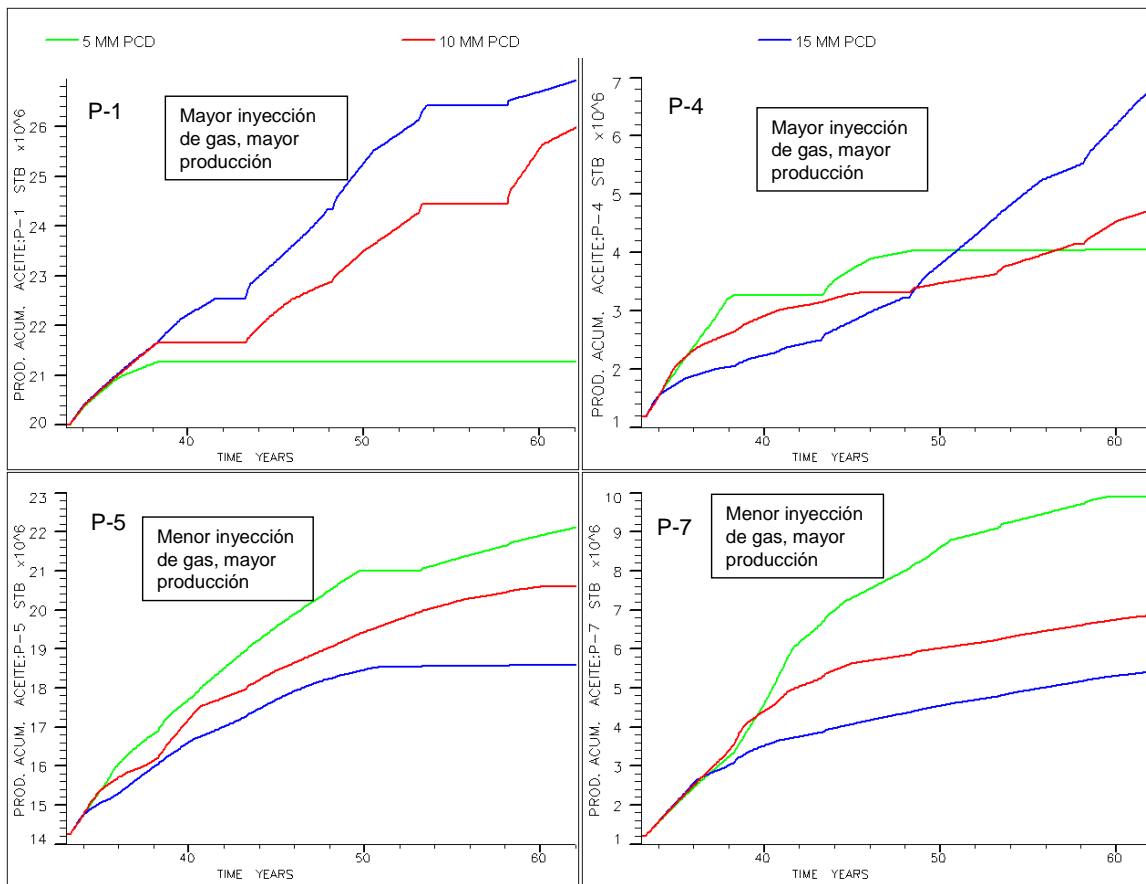 5 MM PCD
10 MM PCD
15 MM PCD
P-1
Mayor inyección
de gas, mayor
producción
PROD. ACUM. ACEITE:P-1 STB x10^6
26
25
24
23
22
21
20
40
50
60
TIME YEARS
P-4
Mayor inyección
de gas, mayor
producción
PROD. ACUM. ACEITE:P-4 STB x10^6
7
6
5
4
3
2
1
40
50
60
TIME YEARS
P-5
Menor inyección
de gas, mayor
producción
PROD. ACUM. ACEITE:P-5 STB x10^6
23
22
21
20
19
18
17
16
15
14
40
50
60
TIME YEARS
P-7
Menor inyección
de gas, mayor
producción
PROD. ACUM. ACEITE:P-7 STB x10^6
10
9
8
7
6
5
4
3
2
1
40
50
60
TIME YEARS